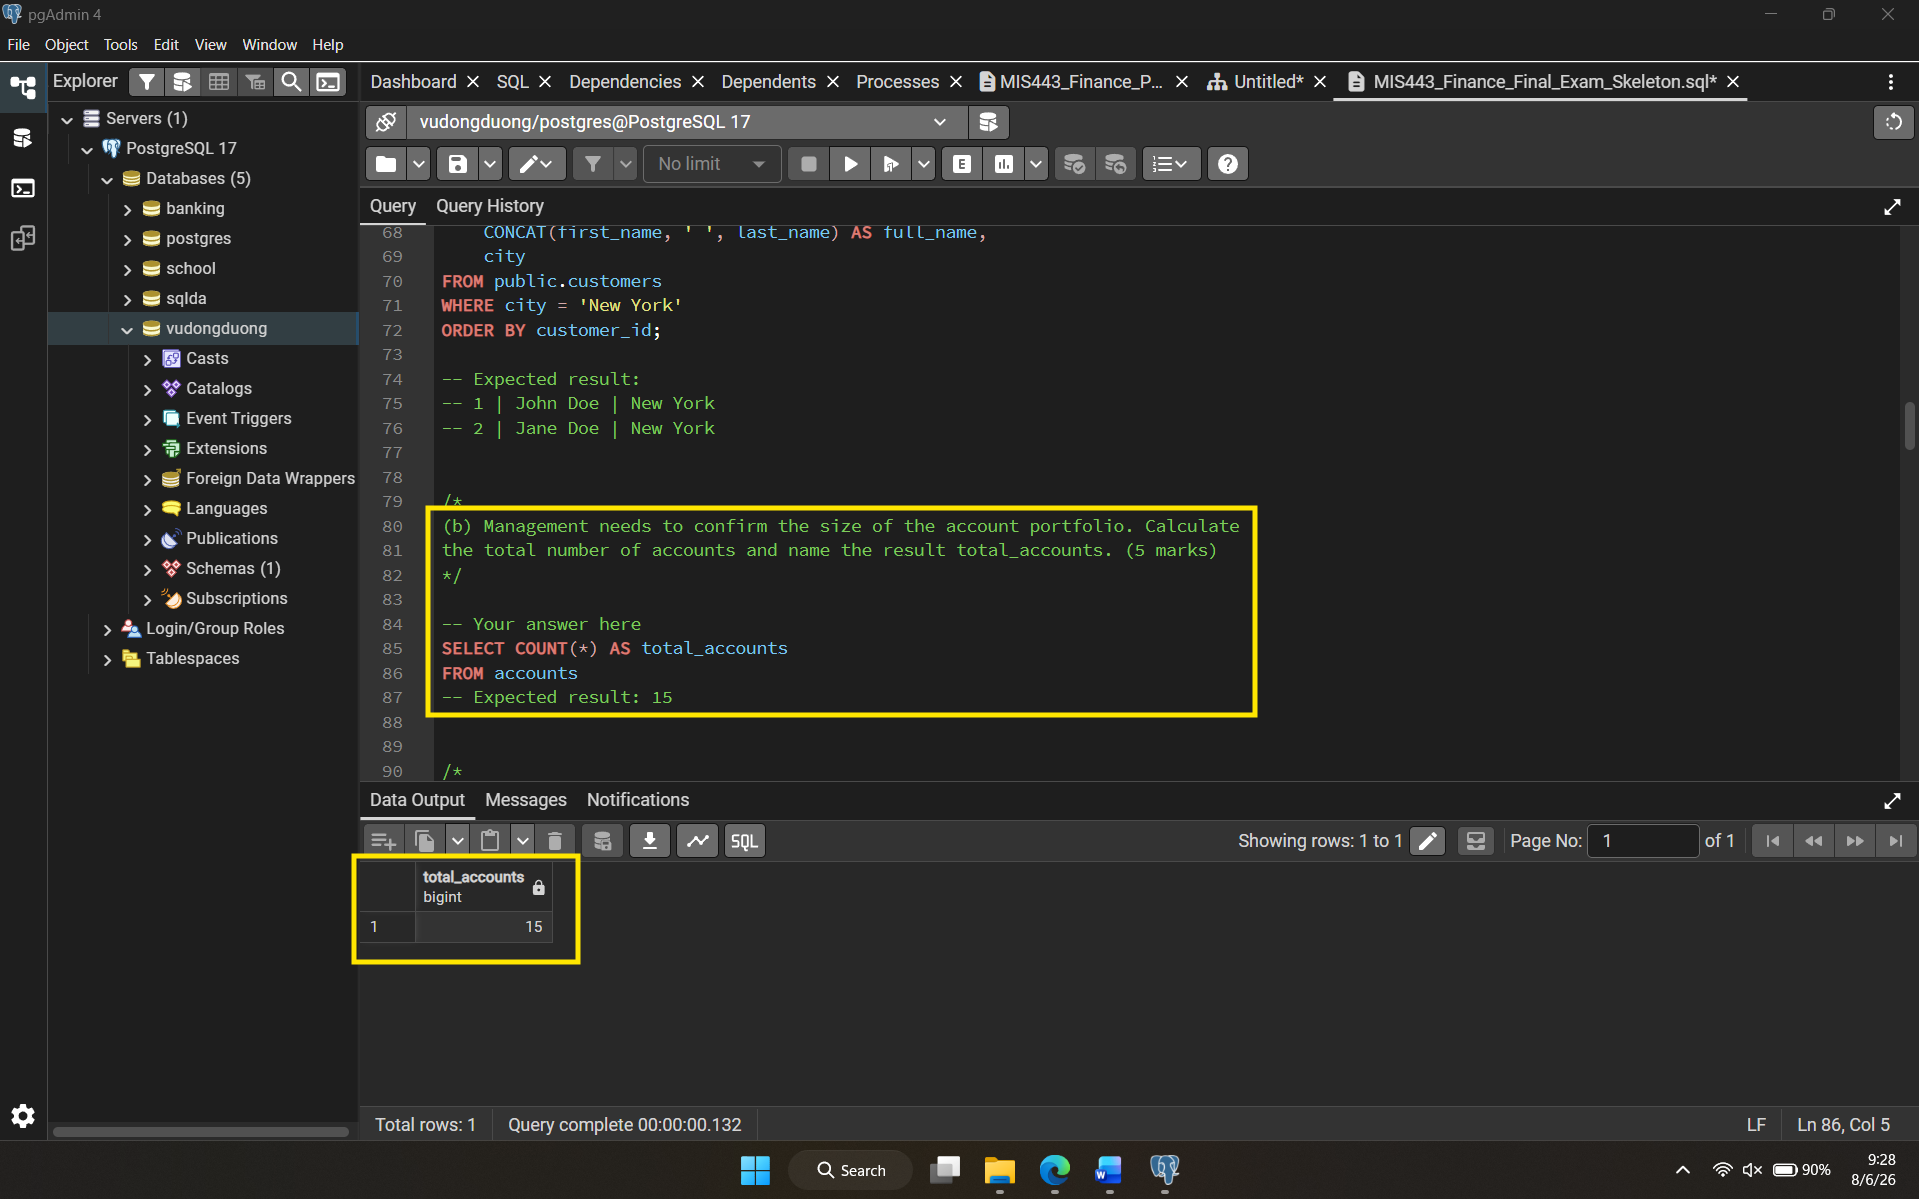 pgAdmin 4
File Object Tools Edit View Window Help
Explorer
Dashboard SQL Dependencies Dependents Processes MIS443_Finance_P... Untitled* MIS443_Finance_Final_Exam_Skeleton.sql*
Servers (1)
PostgreSQL 17
Databases (5)
banking
postgres
school
sqlda
vudongduong
Casts
Catalogs
Event Triggers
Extensions
Foreign Data Wrappers
Languages
Publications
Schemas (1)
Subscriptions
Login/Group Roles
Tablespaces
vudongduong/postgres@PostgreSQL 17
No limit E
Query Query History
68 CONCAT(first_name, ' ', last_name) AS full_name,
69 city
70 FROM public.customers
71 WHERE city = 'New York'
72 ORDER BY customer_id;
73
74 -- Expected result:
75 -- 1 | John Doe | New York
76 -- 2 | Jane Doe | New York
77
78
79 /*
80 (b) Management needs to confirm the size of the account portfolio. Calculate
81 the total number of accounts and name the result total_accounts. (5 marks)
82 */
83
84 -- Your answer here
85 SELECT COUNT(*) AS total_accounts
86 FROM accounts
87 -- Expected result: 15
88
89
90 /*
Data Output Messages Notifications
SQL Showing rows: 1 to 1 Page No: 1 of 1
total_accounts
bigint
1 15
Total rows: 1 Query complete 00:00:00.132 LF Ln 86, Col 5
Search 90% 9:28
8/6/26